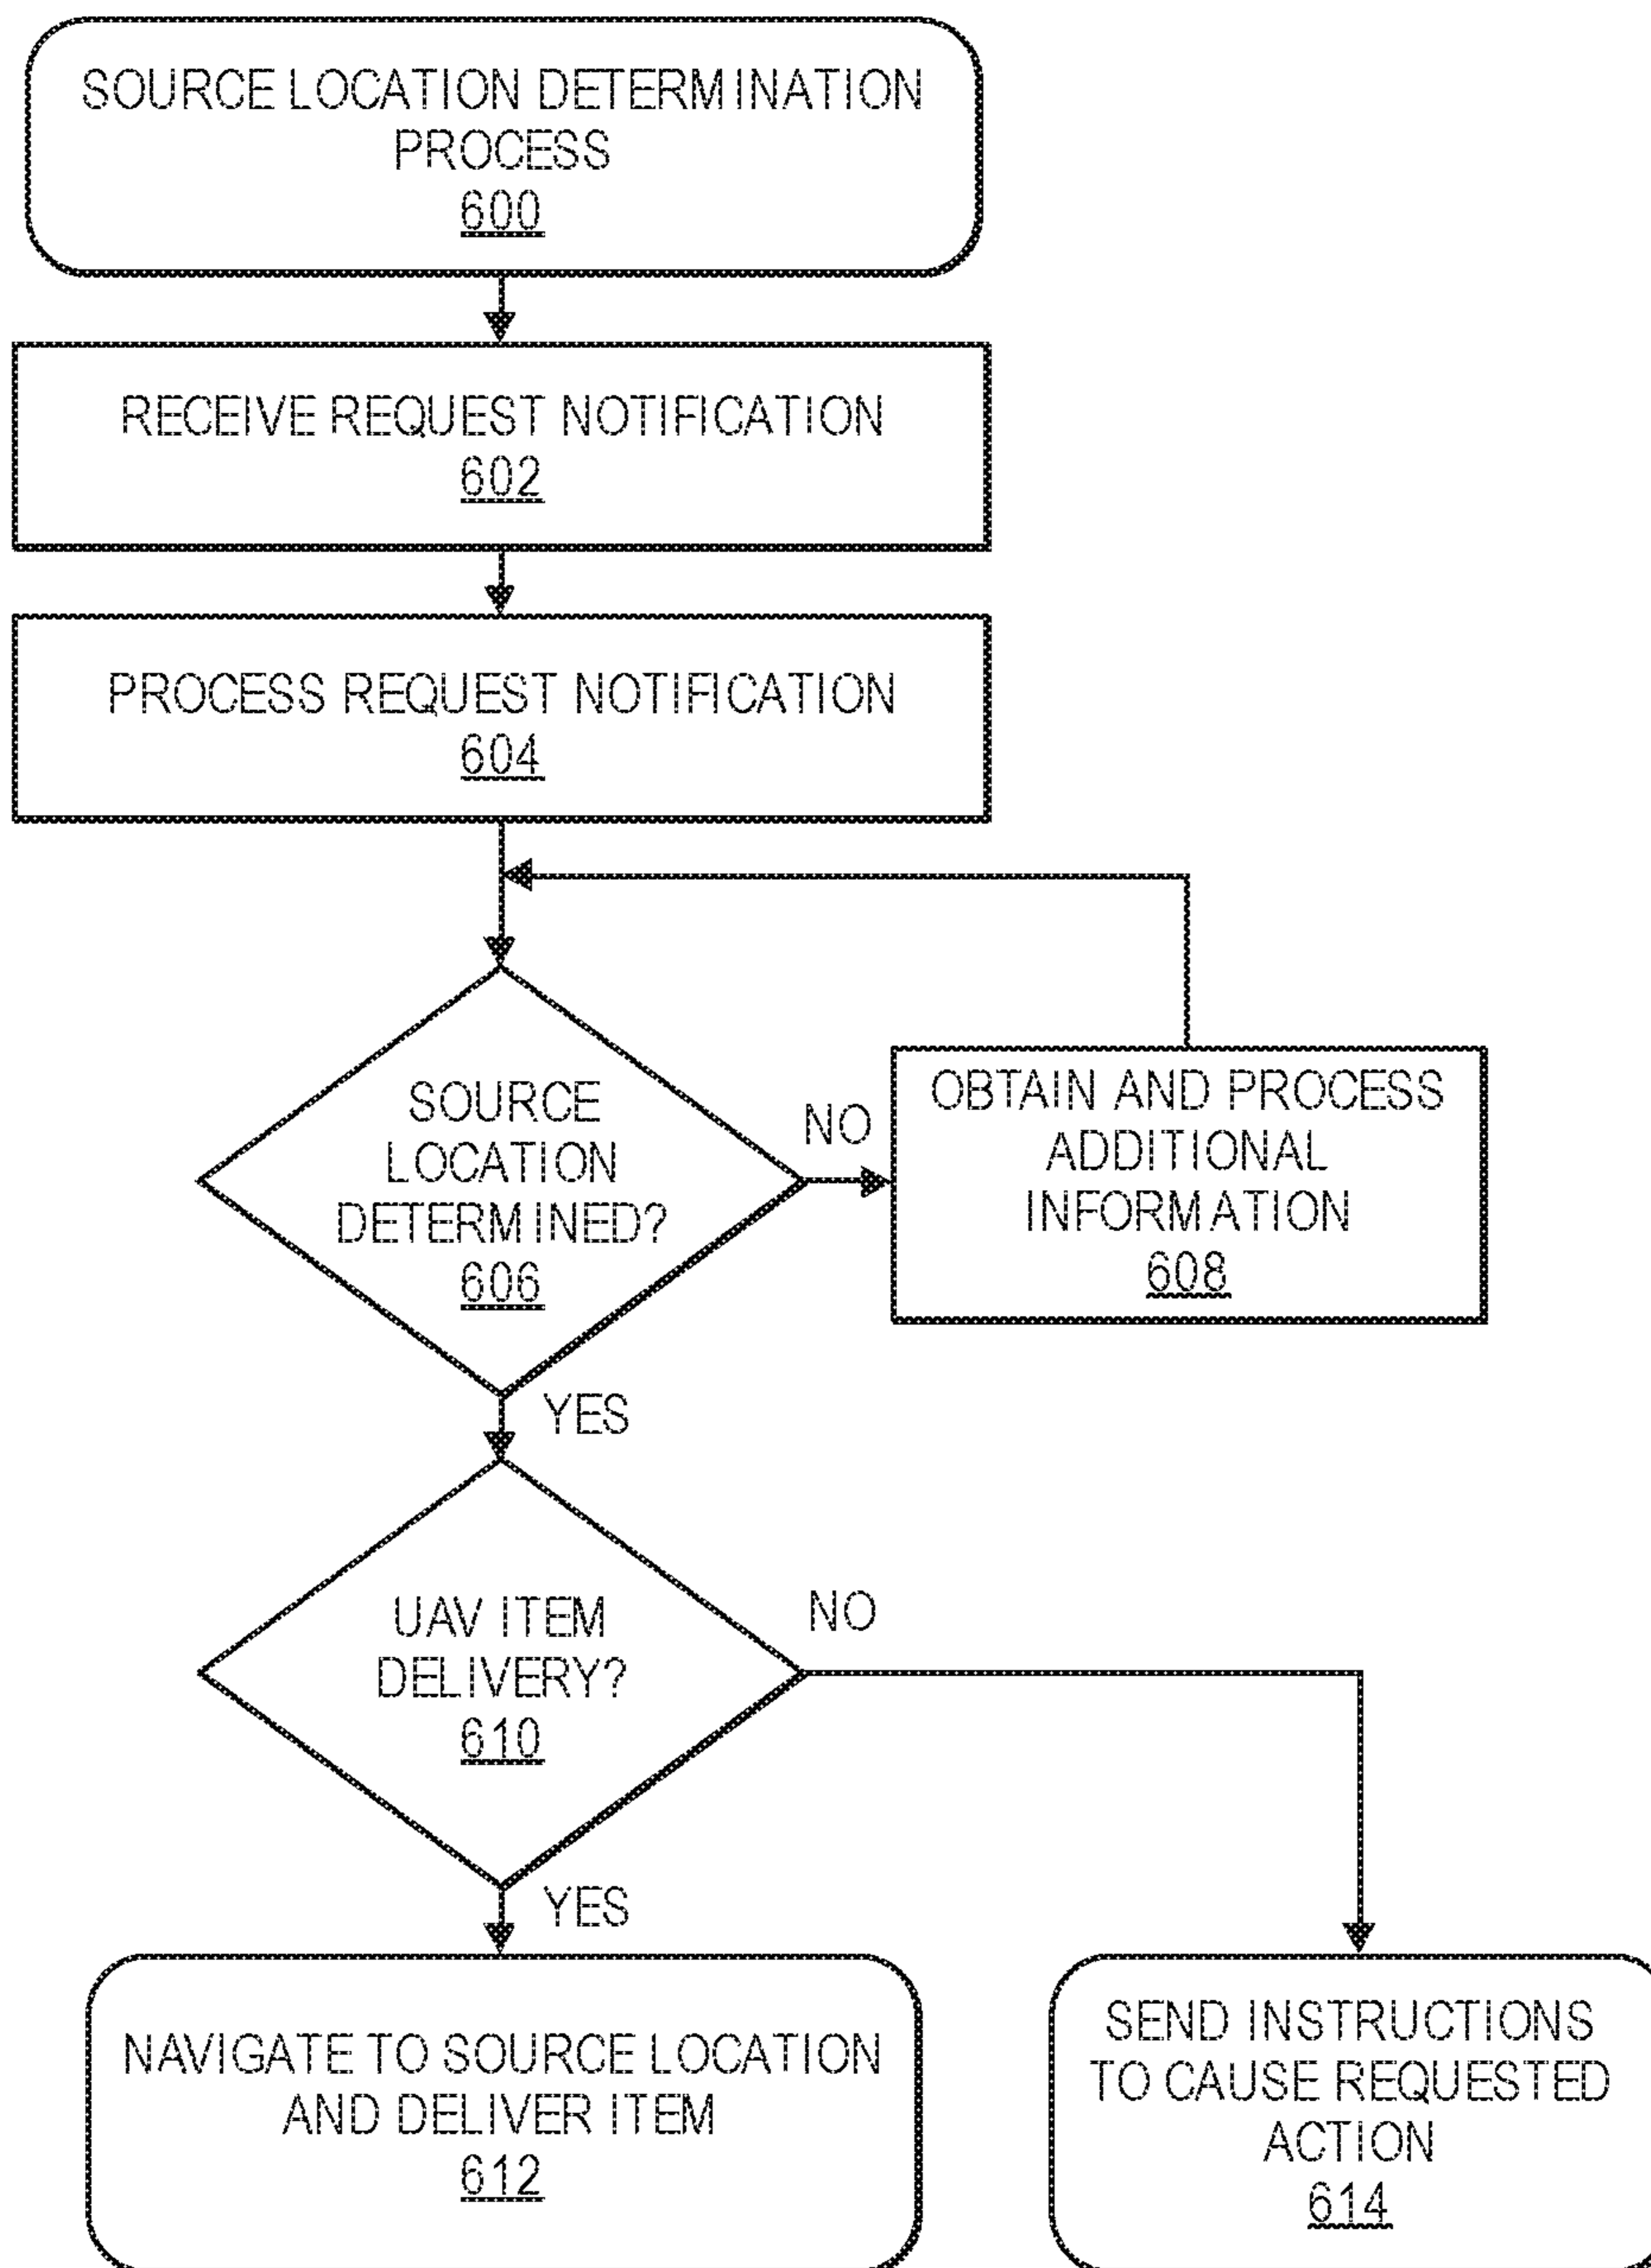 SOURCE LOCATION DETERMINATION
PROCESS
600
RECEIVE REQUEST NOTIFICATION
602
PROCESS REQUEST NOTIFICATION
604
SOURCE
LOCATION
DETERMINED?
606
NO
OBTAIN AND PROCESS
ADDITIONAL
INFORMATION
608
YES
UAV ITEM
DELIVERY?
610
NO
YES
NAVIGATE TO SOURCE LOCATION
AND DELIVER ITEM
612
SEND INSTRUCTIONS
TO CAUSE REQUESTED
ACTION
614